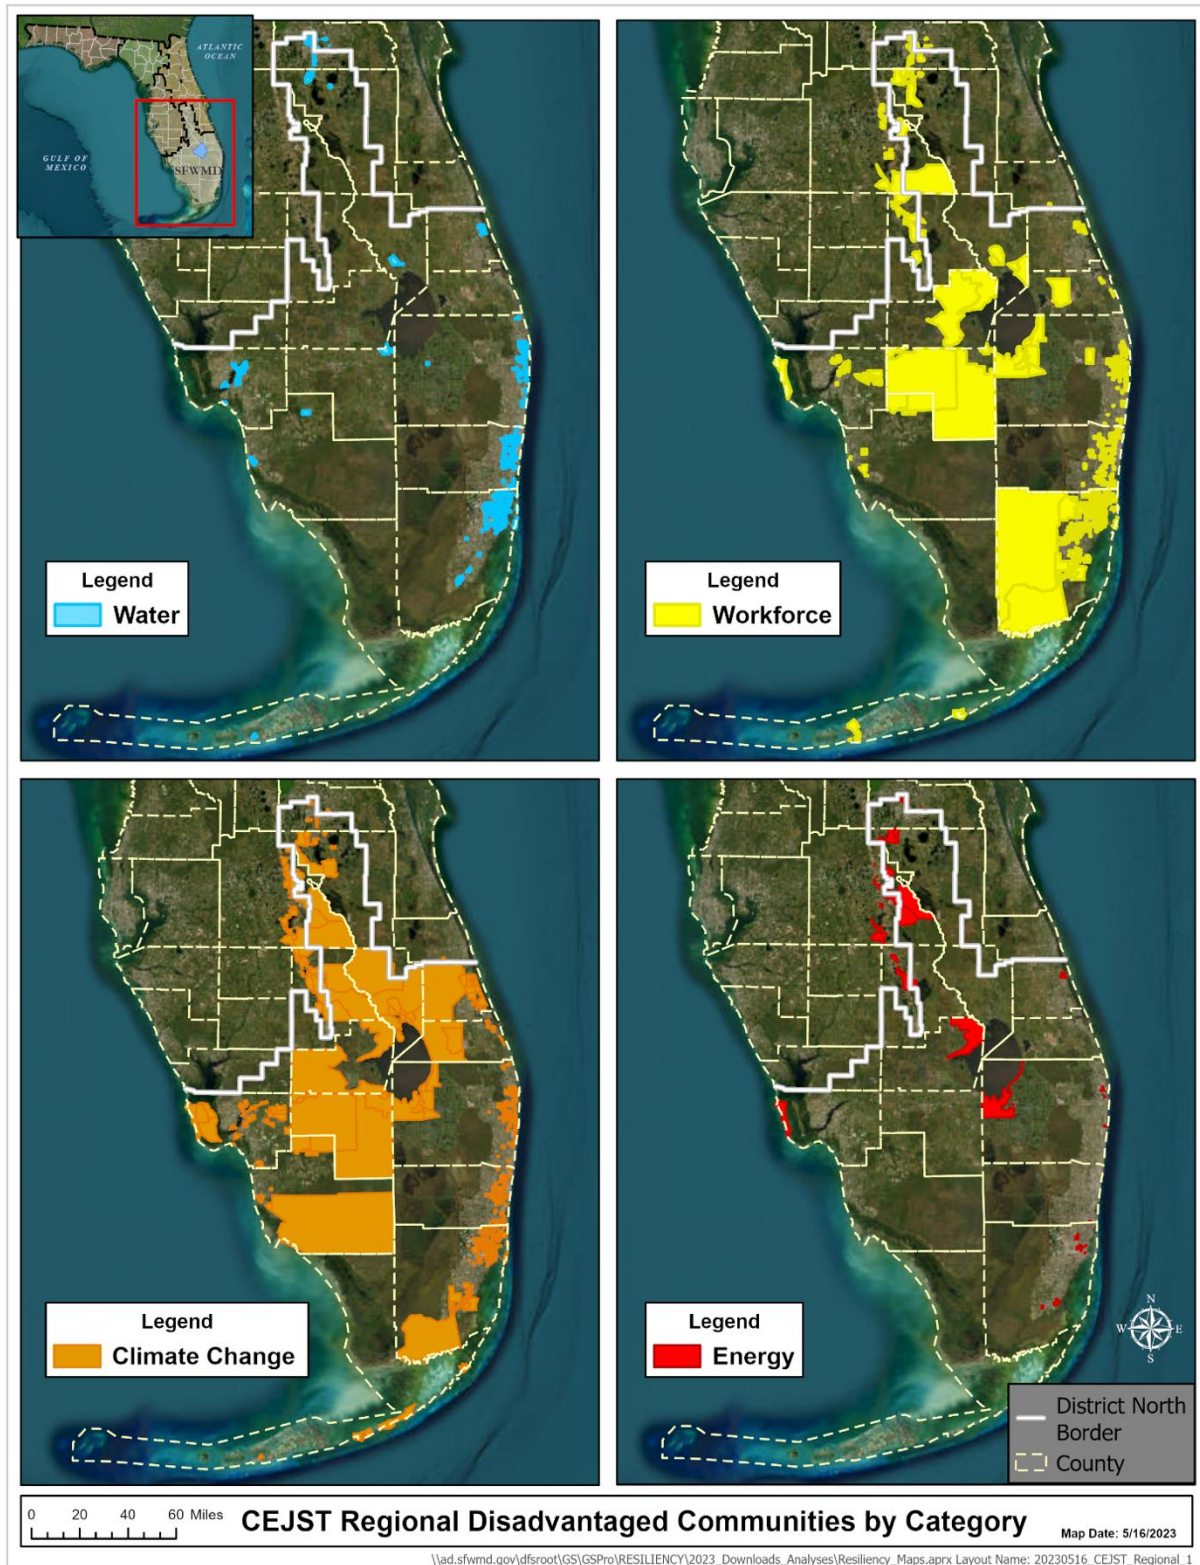 ATLANTIC
OCEAN
GULF OF
MEXICO
SFWMD
Legend
Water
Legend
Workforce
Legend
Climate Change
Legend
Energy
N
W
E
S
District North
Border
County
0 20 40 60 Miles
CEJST Regional Disadvantaged Communities by Category
Map Date: 5/16/2023
\\ad.sfwmd.gov\dfsroot\GS\GSPro\RESILIENCY\2023_Downloads_Analyses\Resiliency_Maps.aprx Layout Name: 20230516_CEJST_Regional_1